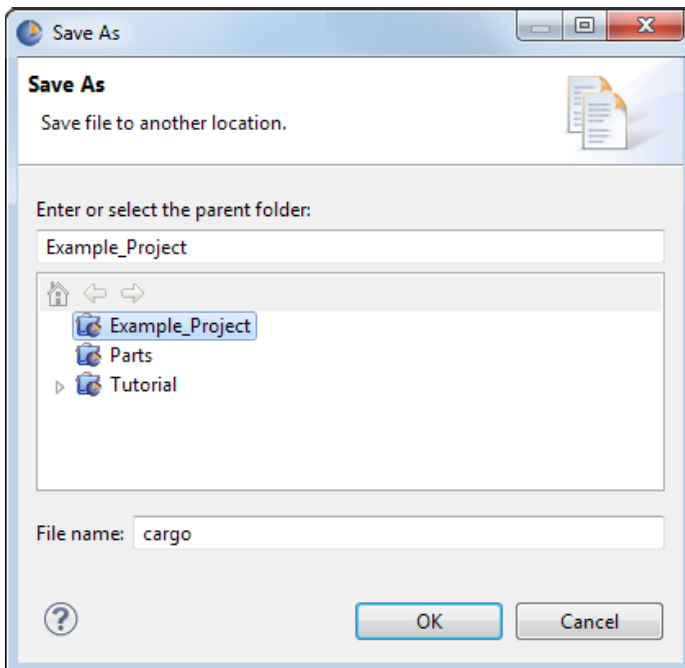 Save As
Save As
Save file to another location.
Enter or select the parent folder:
Example_Project
Example_Project
Parts
Tutorial
File name: cargo
OK Cancel